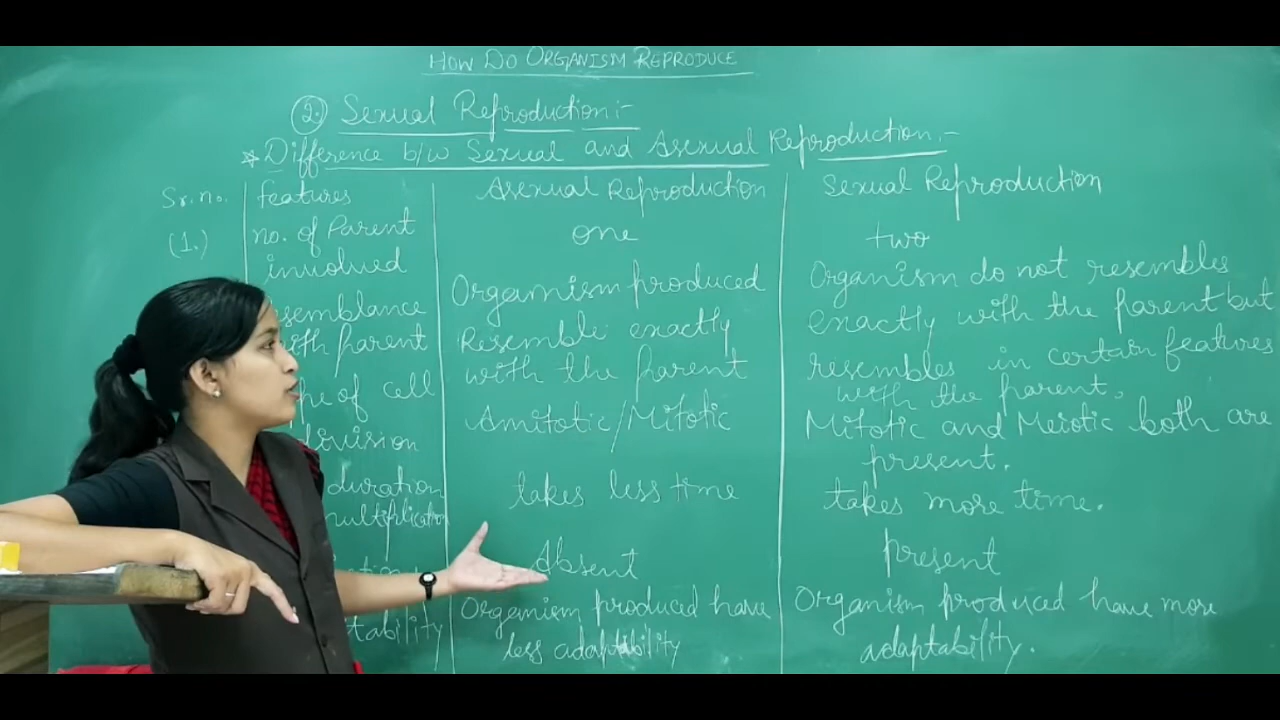 HOW DO ORGANISM REPRODUCE
2. Sexual Reproduction:-
* Difference b/w Sexual and Asexual Reproduction:-
Sr. no. features Asexual Reproduction Sexual Reproduction
(1.) no. of Parent one two
involved
Organism produced Organism do not resembles
Resemble exactly exactly with the parent but
with parent with the parent resembles in certain features
with the parent.
of cell Amitotic/Mitotic Mitotic and Meiotic both are
division present.
duration takes less time takes more time.
multiplication
Absent present
Organism produced have Organism produced have more
less adaptability adaptability.